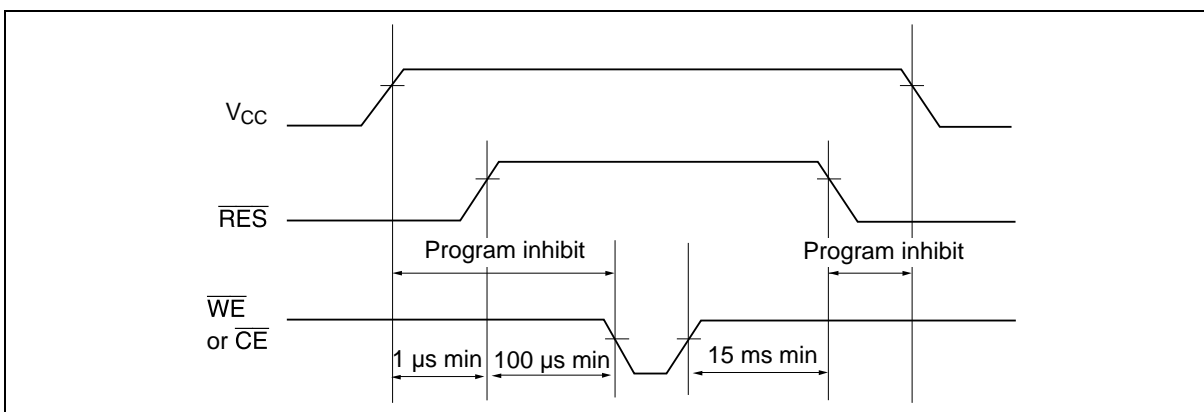 VCC
RES
Program inhibit
Program inhibit
WE
or CE
1 µs min
100 µs min
15 ms min